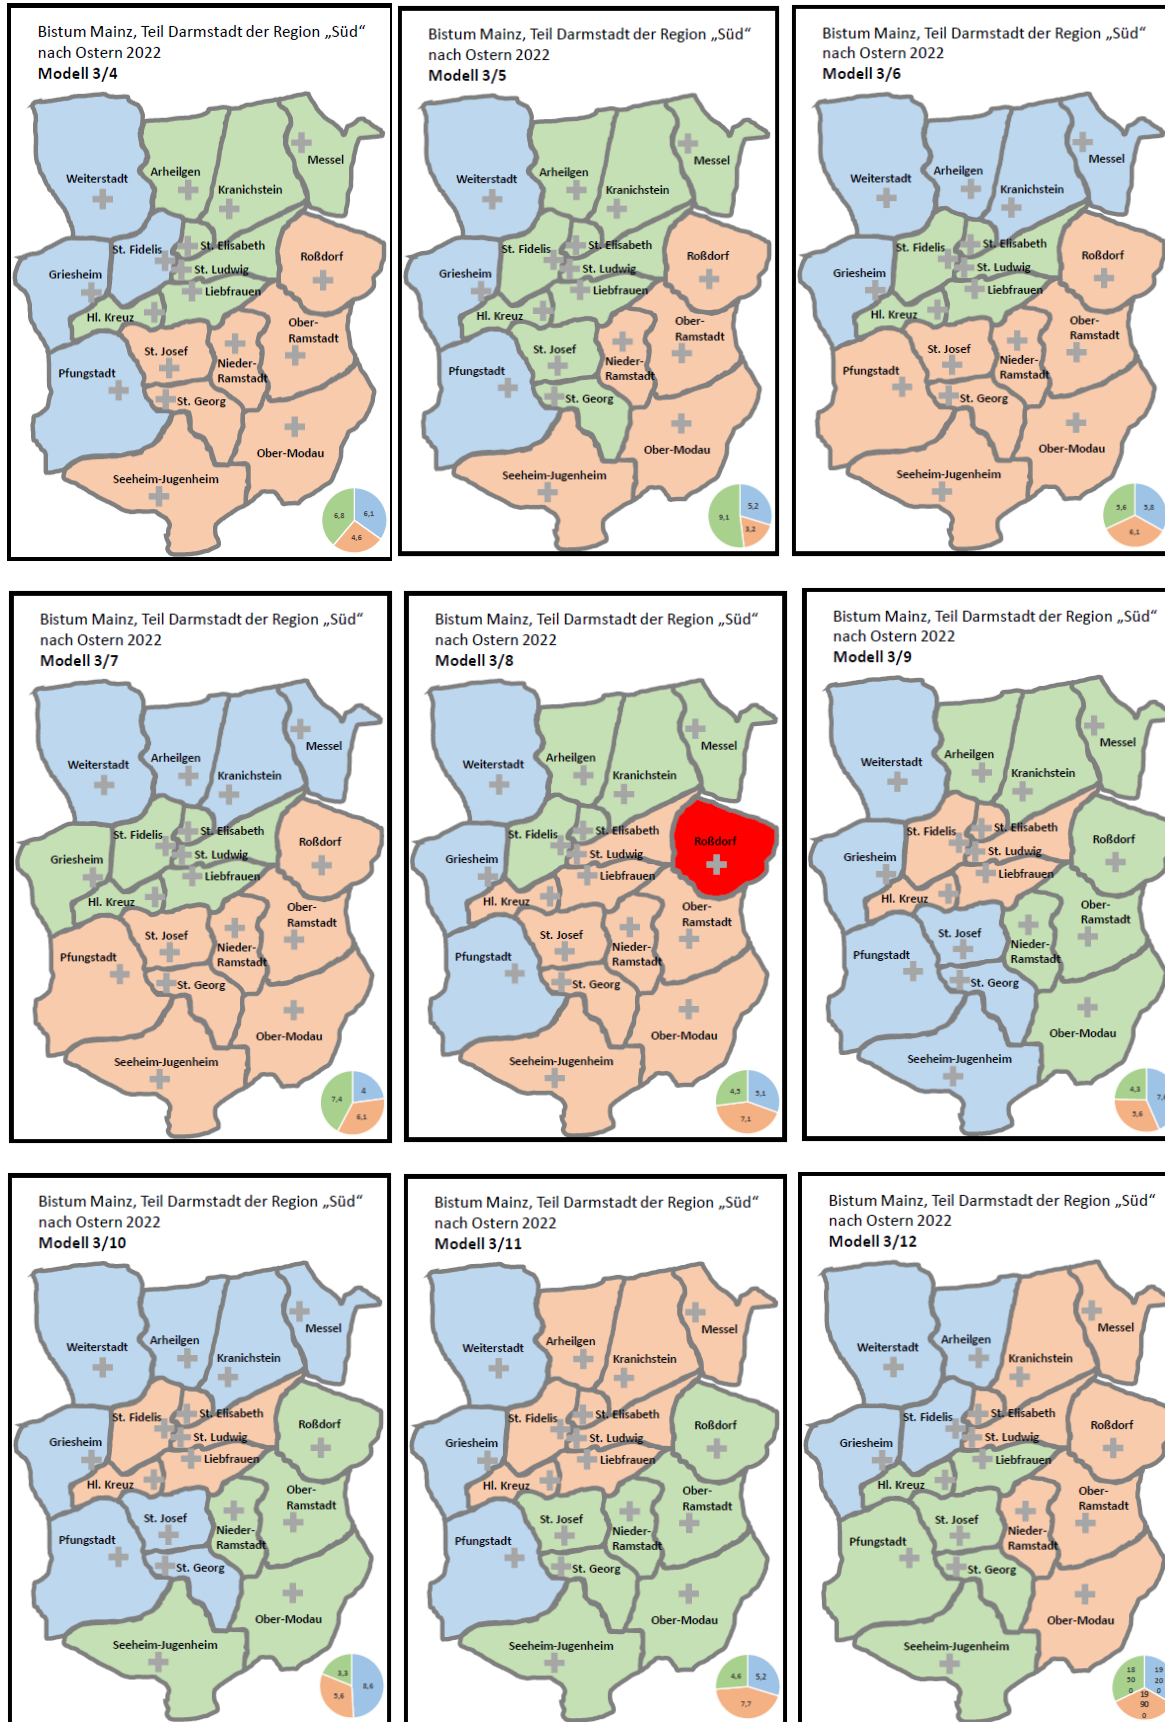 Bistum Mainz, Teil Darmstadt der Region „Süd“
nach Ostern 2022
Modell 3/4
Messel
Arheilgen
Weiterstadt
Kranichstein
St. Fidelis
St. Elisabeth
Roßdorf
Griesheim
St. Ludwig
Liebfrauen
Hl. Kreuz
Ober-
Ramstadt
St. Josef
Nieder-
Ramstadt
Pfungstadt
St. Georg
Ober-Modau
Seeheim-Jugenheim
6,8
6,1
4,6
Bistum Mainz, Teil Darmstadt der Region „Süd“
nach Ostern 2022
Modell 3/5
Messel
Arheilgen
Weiterstadt
Kranichstein
St. Fidelis
St. Elisabeth
Roßdorf
Griesheim
St. Ludwig
Liebfrauen
Hl. Kreuz
Ober-
Ramstadt
St. Josef
Nieder-
Ramstadt
Pfungstadt
St. Georg
Ober-Modau
Seeheim-Jugenheim
5,2
9,1
3,2
Bistum Mainz, Teil Darmstadt der Region „Süd“
nach Ostern 2022
Modell 3/6
Messel
Arheilgen
Weiterstadt
Kranichstein
St. Fidelis
St. Elisabeth
Roßdorf
Griesheim
St. Ludwig
Liebfrauen
Hl. Kreuz
Ober-
Ramstadt
St. Josef
Nieder-
Ramstadt
Pfungstadt
St. Georg
Ober-Modau
Seeheim-Jugenheim
5,6
5,8
6,1
Bistum Mainz, Teil Darmstadt der Region „Süd“
nach Ostern 2022
Modell 3/7
Messel
Arheilgen
Weiterstadt
Kranichstein
St. Fidelis
St. Elisabeth
Roßdorf
Griesheim
St. Ludwig
Liebfrauen
Hl. Kreuz
Ober-
Ramstadt
St. Josef
Nieder-
Ramstadt
Pfungstadt
St. Georg
Ober-Modau
Seeheim-Jugenheim
4
7,4
6,1
Bistum Mainz, Teil Darmstadt der Region „Süd“
nach Ostern 2022
Modell 3/8
Messel
Arheilgen
Weiterstadt
Kranichstein
St. Fidelis
St. Elisabeth
Roßdorf
Griesheim
St. Ludwig
Liebfrauen
Hl. Kreuz
Ober-
Ramstadt
St. Josef
Nieder-
Ramstadt
Pfungstadt
St. Georg
Ober-Modau
Seeheim-Jugenheim
5,1
7,1
Bistum Mainz, Teil Darmstadt der Region „Süd“
nach Ostern 2022
Modell 3/9
Messel
Arheilgen
Weiterstadt
Kranichstein
St. Fidelis
St. Elisabeth
Roßdorf
Griesheim
St. Ludwig
Liebfrauen
Hl. Kreuz
Ober-
Ramstadt
St. Josef
Nieder-
Ramstadt
Pfungstadt
St. Georg
Ober-Modau
Seeheim-Jugenheim
4,3
5,6
Bistum Mainz, Teil Darmstadt der Region „Süd“
nach Ostern 2022
Modell 3/10
Messel
Arheilgen
Weiterstadt
Kranichstein
St. Fidelis
St. Elisabeth
Roßdorf
Griesheim
St. Ludwig
Liebfrauen
Hl. Kreuz
Ober-
Ramstadt
St. Josef
Nieder-
Ramstadt
Pfungstadt
St. Georg
Ober-Modau
Seeheim-Jugenheim
3,3
8,6
5,6
Bistum Mainz, Teil Darmstadt der Region „Süd“
nach Ostern 2022
Modell 3/11
Messel
Arheilgen
Weiterstadt
Kranichstein
St. Fidelis
St. Elisabeth
Roßdorf
Griesheim
St. Ludwig
Liebfrauen
Hl. Kreuz
Ober-
Ramstadt
St. Josef
Nieder-
Ramstadt
Pfungstadt
St. Georg
Ober-Modau
Seeheim-Jugenheim
4,6
5,2
7,7
Bistum Mainz, Teil Darmstadt der Region „Süd“
nach Ostern 2022
Modell 3/12
Messel
Arheilgen
Weiterstadt
Kranichstein
St. Fidelis
St. Elisabeth
Roßdorf
Griesheim
St. Ludwig
Liebfrauen
Hl. Kreuz
Ober-
Ramstadt
St. Josef
Nieder-
Ramstadt
Pfungstadt
St. Georg
Ober-Modau
Seeheim-Jugenheim
18
50
0
19
20
0
19
90
0